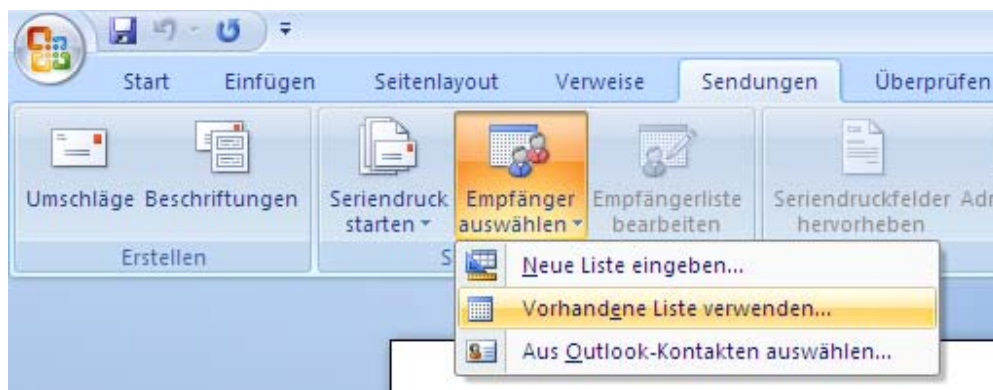 Start Einfügen Seitenlayout Verweise Sendungen Überprüfen
Umschläge Beschriftungen
Seriendruck starten
Empfänger auswählen
Empfängerliste bearbeiten
Seriendruckfelder hervorheben
Adr
Erstellen
S
Neue Liste eingeben...
Vorhandene Liste verwenden...
Aus Outlook-Kontakten auswählen...